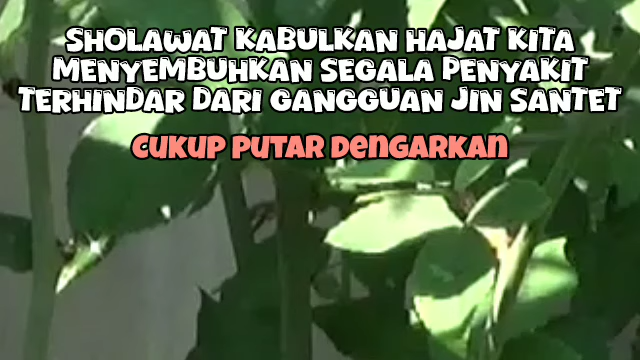 SHOLAWAT KABULKAN HAJAT KITA
MENYEMBUHKAN SEGALA PENYAKIT
TERHINDAR DARI GANGGUAN JIN SANTET
CUKUP PUTAR DENGARKAN